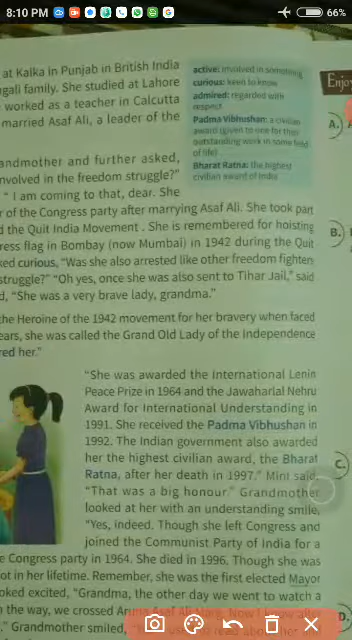 8:10 PM
66%
at Kalka in Punjab in British India
ngali family. She studied at Lahore
worked as a teacher in Calcutta
married Asaf Ali, a leader of the
active: involved in something
curious: keen to know
admired: regarded with
respect
Padma Vibhushan: a civilian
award (given to one for their
outstanding work in some field
of life)
Bharat Ratna: the highest
civilian award of India
Enjoy
A.)
andmother and further asked,
nvolved in the freedom struggle?"
" I am coming to that, dear. She
r of the Congress party after marrying Asaf Ali. She took part
d the Quit India Movement . She is remembered for hoisting
ress flag in Bombay (now Mumbai) in 1942 during the Quit
ked curious, "Was she also arrested like other freedom fighters
struggle?" "Oh yes, once she was also sent to Tihar Jail," said
d, "She was a very brave lady, grandma."
B.)
the Heroine of the 1942 movement for her bravery when faced
ears, she was called the Grand Old Lady of the Independence
red her."
"She was awarded the International Lenin
Peace Prize in 1964 and the Jawaharlal Nehru
Award for International Understanding in
1991. She received the Padma Vibhushan in
1992. The Indian government also awarded
her the highest civilian award, the Bharat
Ratna, after her death in 1997." Mini said,
"That was a big honour." Grandmother
looked at her with an understanding smile,
"Yes, indeed. Though she left Congress and
joined the Communist Party of India for a
C.)
e Congress party in 1964. She died in 1996. Though she was
ot in her lifetime. Remember, she was the first elected Mayor
oked excited, "Grandma, the other day we went to watch a
n the way, we crossed Aruna Asaf Ali Marg. Now I know after
" Grandmother smiled,
D.